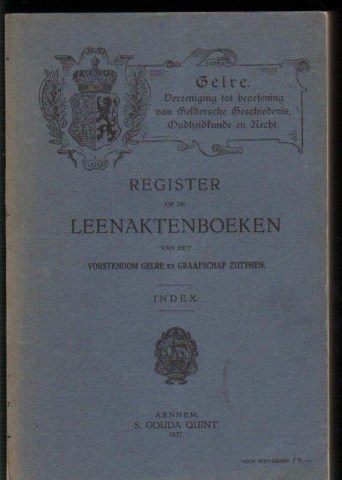 Gelre.
Vereeniging tot beoefening
van Geldersche Geschiedenis,
Oudheidkunde en Recht
REGISTER
OP DE
LEENAKTENBOEKEN
VAN HET
VORSTENDOM GELRE EN GRAAFSCHAP ZUTPHEN.
INDEX
ARNHEM,
S. GOUDA QUINT.
1937.